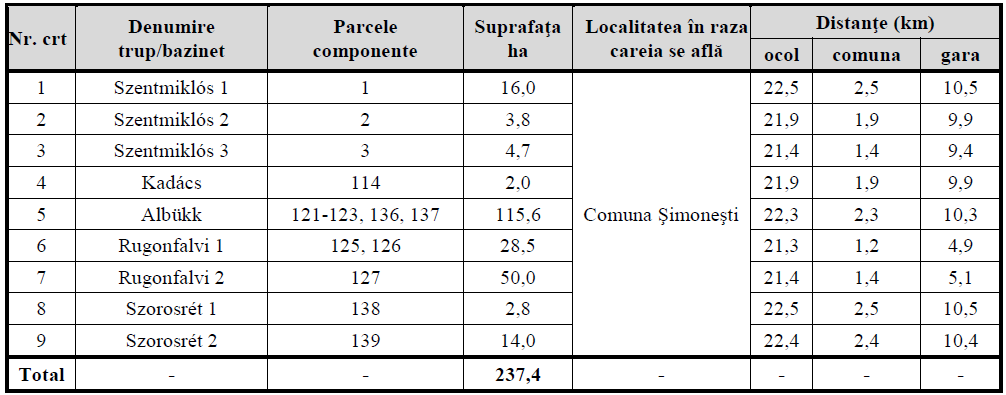 Nr. crt Denumire trup/bazinet Parcele componente Suprafaţa ha Localitatea în raza careia se află Distanţe (km)
ocol comuna gara
1 Szentmiklós 1 1 16,0 22,5 2,5 10,5
2 Szentmiklós 2 2 3,8 21,9 1,9 9,9
3 Szentmiklós 3 3 4,7 21,4 1,4 9,4
4 Kadács 114 2,0 21,9 1,9 9,9
5 Albükk 121-123, 136, 137 115,6 Comuna Şimoneşti 22,3 2,3 10,3
6 Rugonfalvi 1 125, 126 28,5 21,3 1,2 4,9
7 Rugonfalvi 2 127 50,0 21,4 1,4 5,1
8 Szorosrét 1 138 2,8 22,5 2,5 10,5
9 Szorosrét 2 139 14,0 22,4 2,4 10,4
Total - - 237,4 - - - -